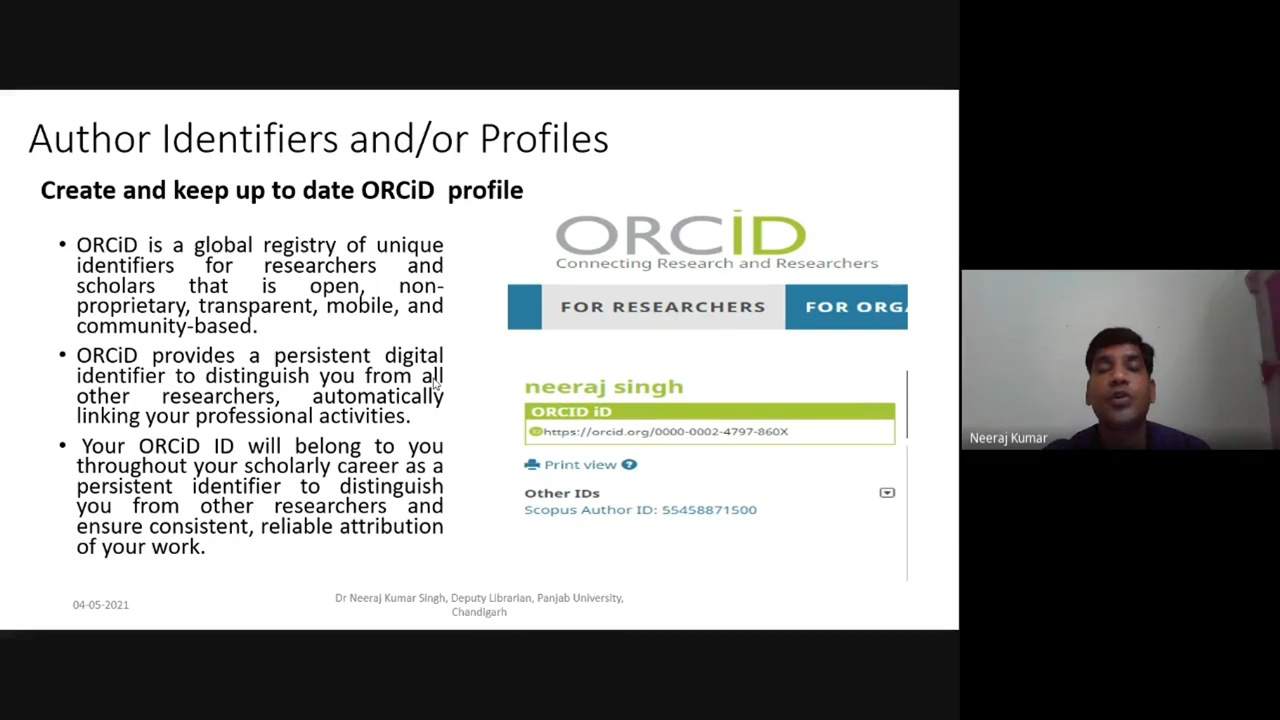 Author Identifiers and/or Profiles
Create and keep up to date ORCiD profile
• ORCiD is a global registry of unique
identifiers for researchers and
scholars that is open, non-
proprietary, transparent, mobile, and
community-based.
• ORCiD provides a persistent digital
identifier to distinguish you from all
other researchers, automatically
linking your professional activities.
• Your ORCiD ID will belong to you
throughout your scholarly career as a
persistent identifier to distinguish
you from other researchers and
ensure consistent, reliable attribution
of your work.
ORCiD
Connecting Research and Researchers
FOR RESEARCHERS
FOR ORGA
neeraj singh
ORCID iD
iD https://orcid.org/0000-0002-4797-860X
Print view ?
Other IDs
Scopus Author ID: 55458871500
04-05-2021
Dr Neeraj Kumar Singh, Deputy Librarian, Panjab University,
Chandigarh
Neeraj Kumar